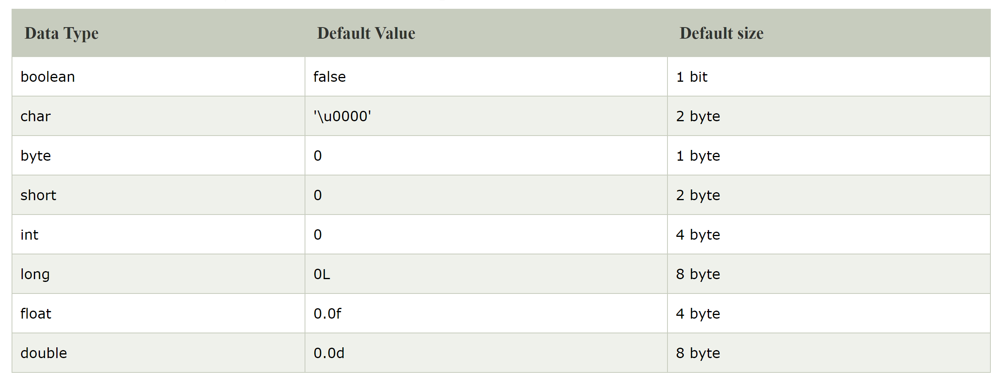 Data Type Default Value Default size
boolean false 1 bit
char '\u0000' 2 byte
byte 0 1 byte
short 0 2 byte
int 0 4 byte
long 0L 8 byte
float 0.0f 4 byte
double 0.0d 8 byte